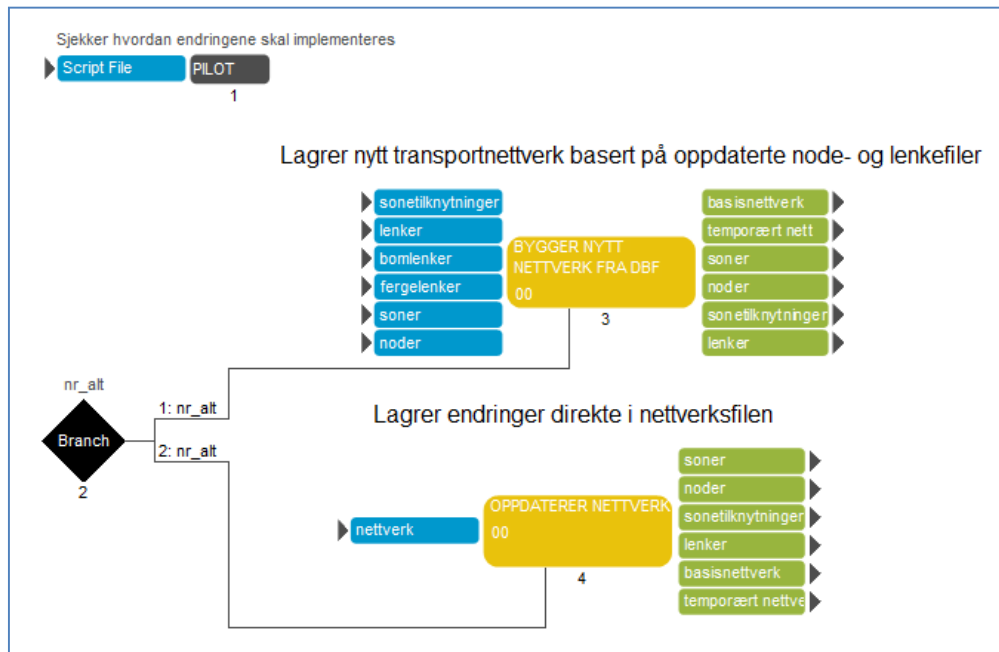 Sjekker hvordan endringene skal implementeres
Script File
PILOT
1
Lagrer nytt transportnettverk basert på oppdaterte node- og lenkefiler
sonetilknytninger
lenker
bomlenker
fergelenker
soner
noder
BYGGER NYTT
NETTVERK FRA DBF
00
3
basisnettverk
temporært nett
soner
noder
sonetilknytninger
lenker
nr_alt
Branch
2
1: nr_alt
2: nr_alt
Lagrer endringer direkte i nettverksfilen
nettverk
OPPDATERER NETTVERK
00
4
soner
noder
sonetilknytninger
lenker
basisnettverk
temporært nettve